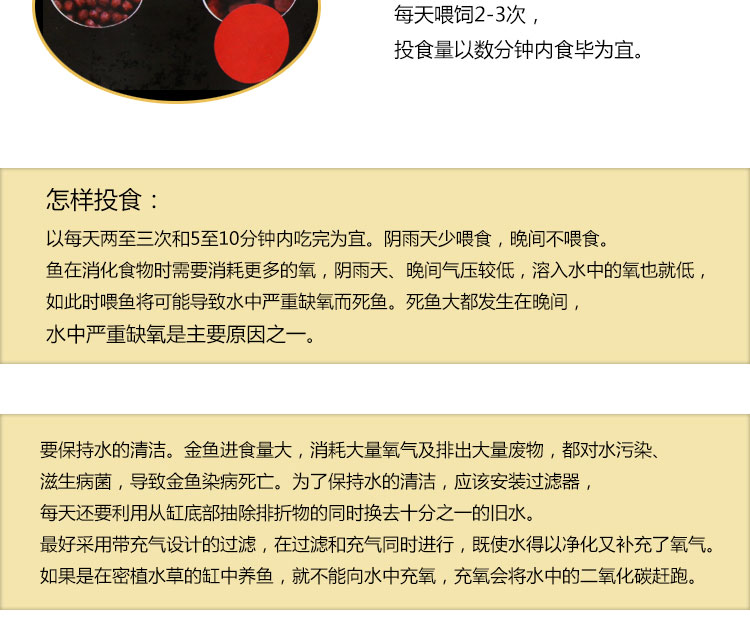 每天喂饲2-3次，
投食量以数分钟内食毕为宜。
怎样投食：
以每天两至三次和5至10分钟内吃完为宜。阴雨天少喂食，晚间不喂食。
鱼在消化食物时需要消耗更多的氧，阴雨天、晚间气压较低，溶入水中的氧也就低，
如此时喂鱼将可能导致水中严重缺氧而死鱼。死鱼大都发生在晚间，
水中严重缺氧是主要原因之一。
要保持水的清洁。金鱼进食量大，消耗大量氧气及排出大量废物，都对水污染、
滋生病菌，导致金鱼染病死亡。为了保持水的清洁，应该安装过滤器，
每天还要利用从缸底部抽除排折物的同时换去十分之一的旧水。
最好采用带充气设计的过滤，在过滤和充气同时进行，既使水得以净化又补充了氧气。
如果是在密植水草的缸中养鱼，就不能向水中充氧，充氧会将水中的二氧化碳赶跑。